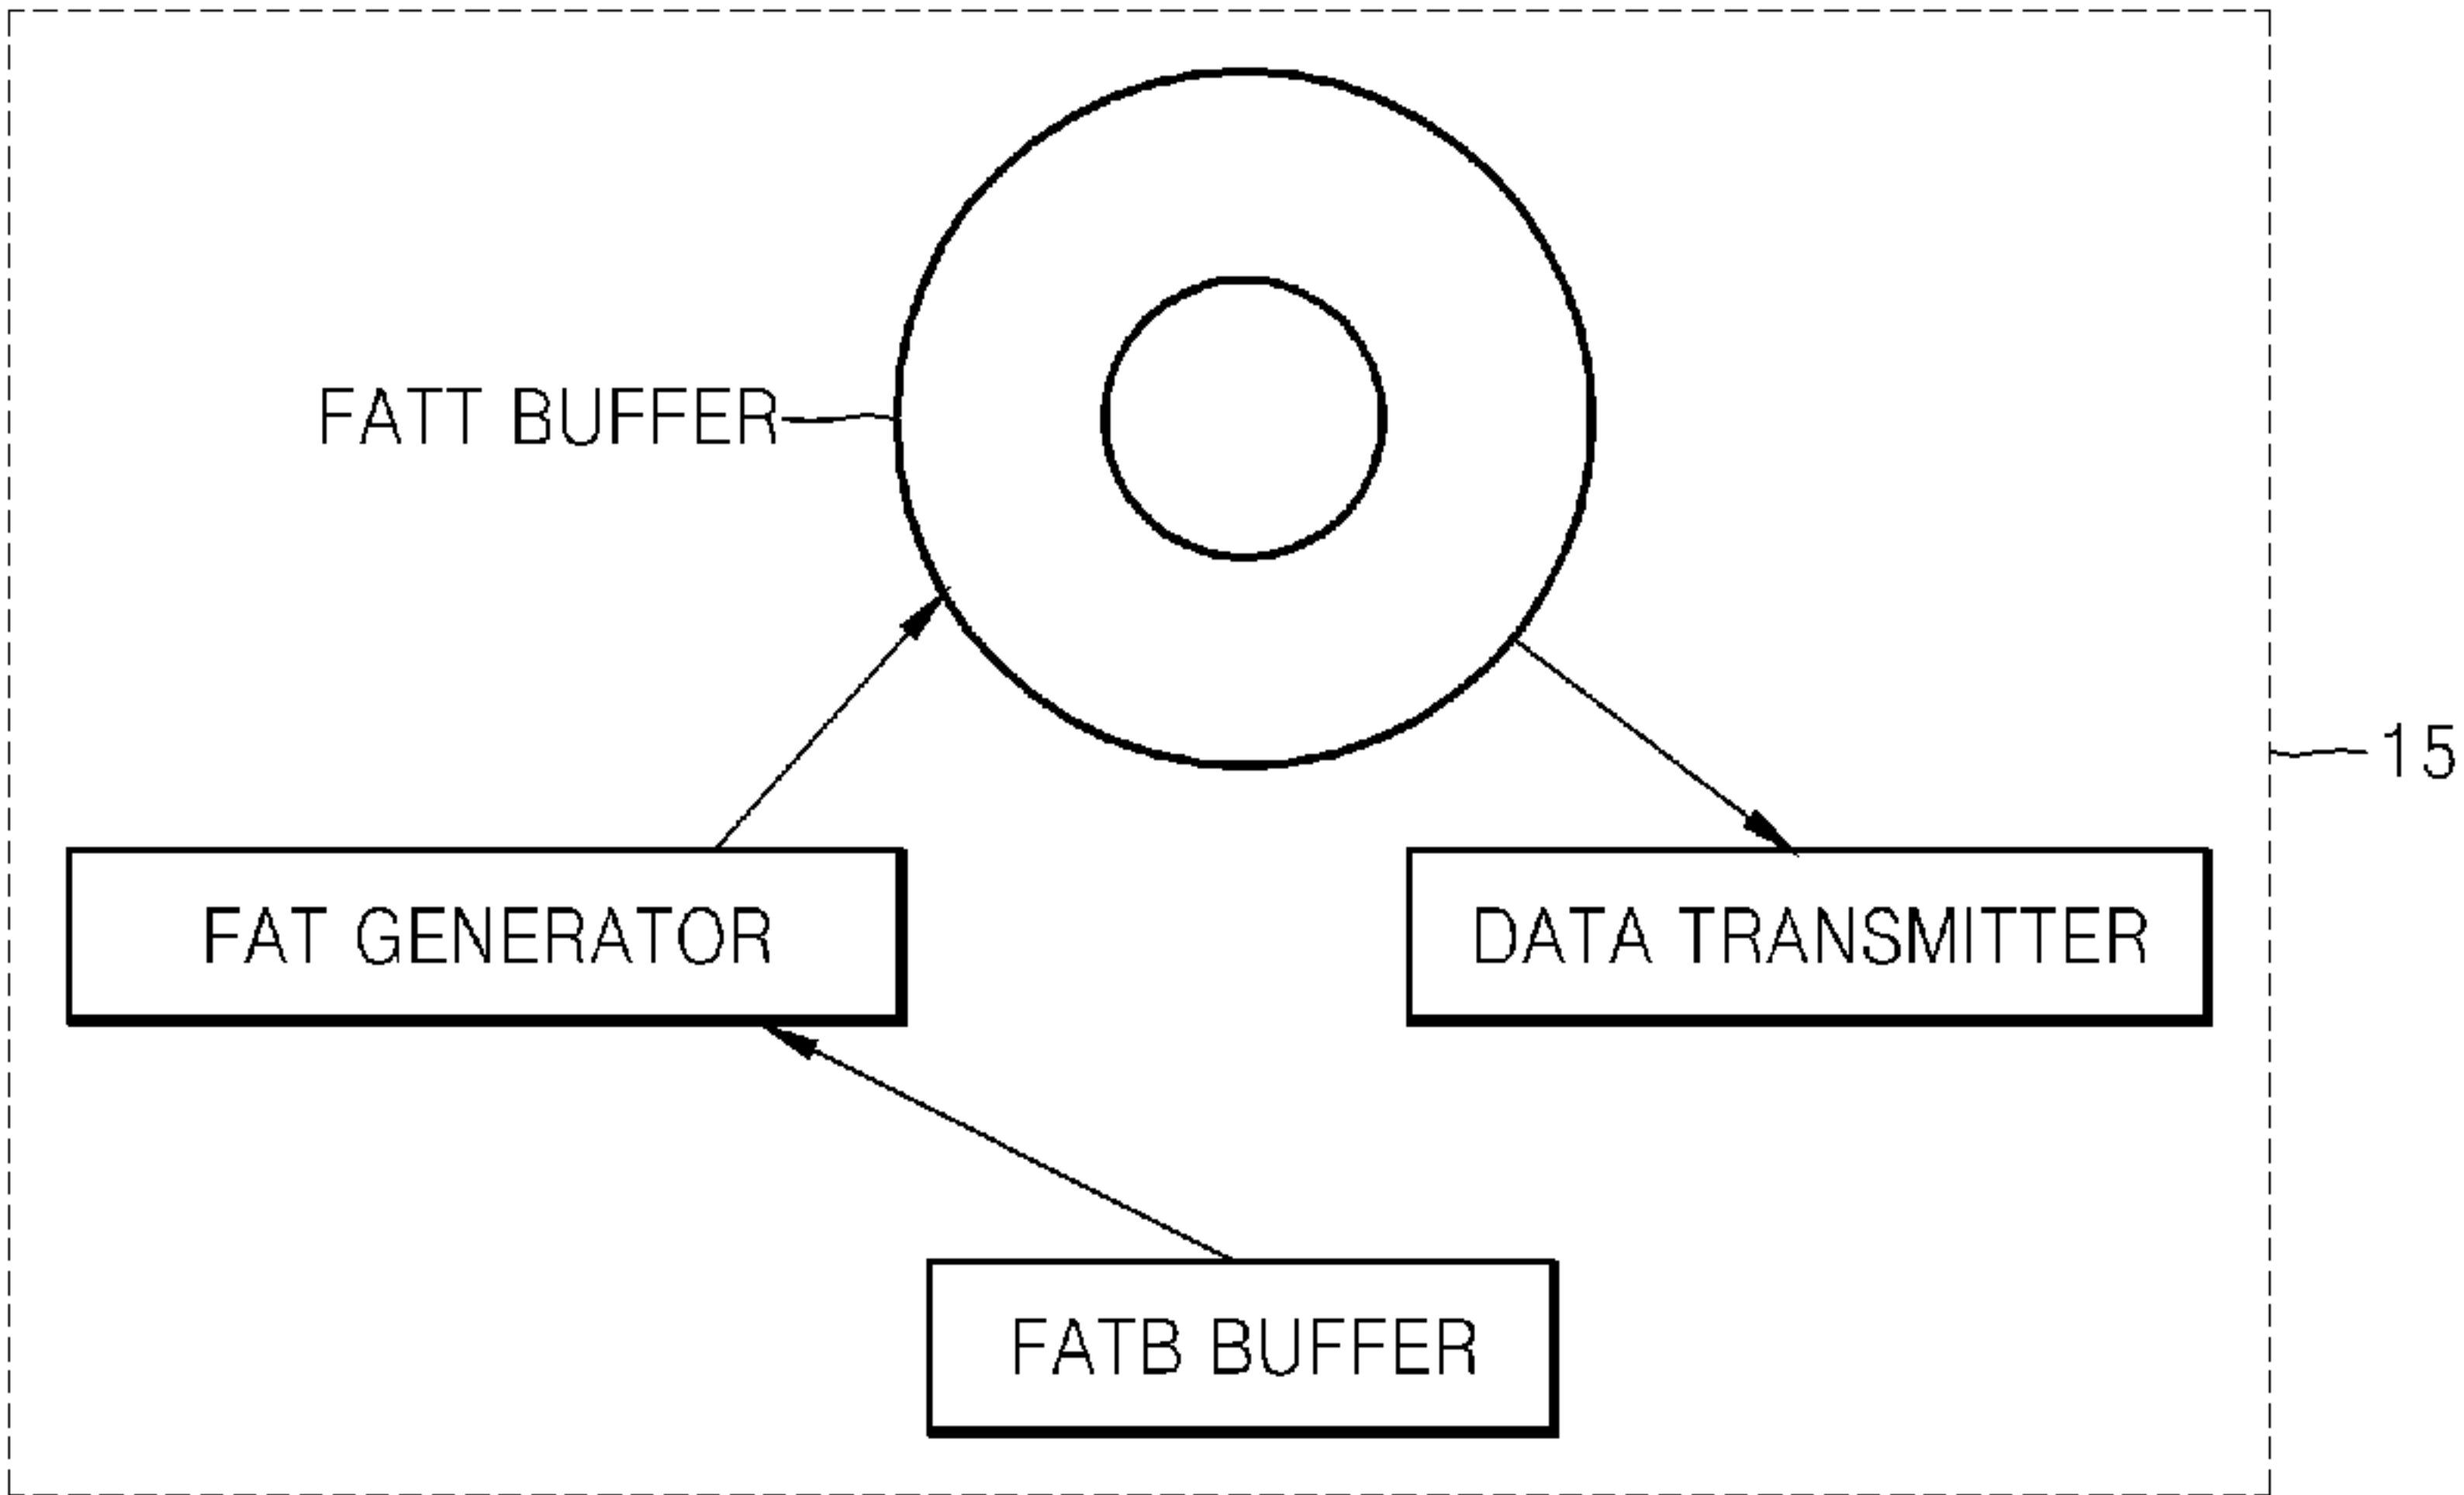 FATT BUFFER
15
FAT GENERATOR
DATA TRANSMITTER
FATB BUFFER